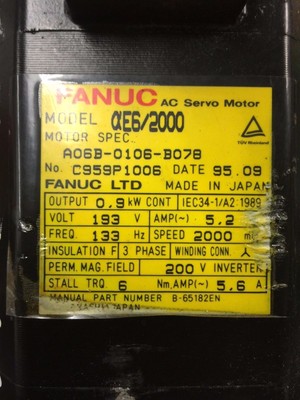 FANUC AC Servo Motor
MODEL αE6/2000
MOTOR SPEC.
A06B-0106-B078
No. C959P1006 DATE 95.09
FANUC LTD MADE IN JAPAN
TÜV Rheinland
OUTPUT 0,9 kW CONT IEC34-1/A2:1989
VOLT 193 V AMP(~) 5,2
FREQ. 133 Hz SPEED 2000
INSULATION F 3 PHASE WINDING CONN. 人
PERM. MAG. FIELD 200 V INVERTER
STALL TRQ. 6 Nm, AMP(~) 5,6 A
MANUAL PART NUMBER B-65182EN
JAPAN